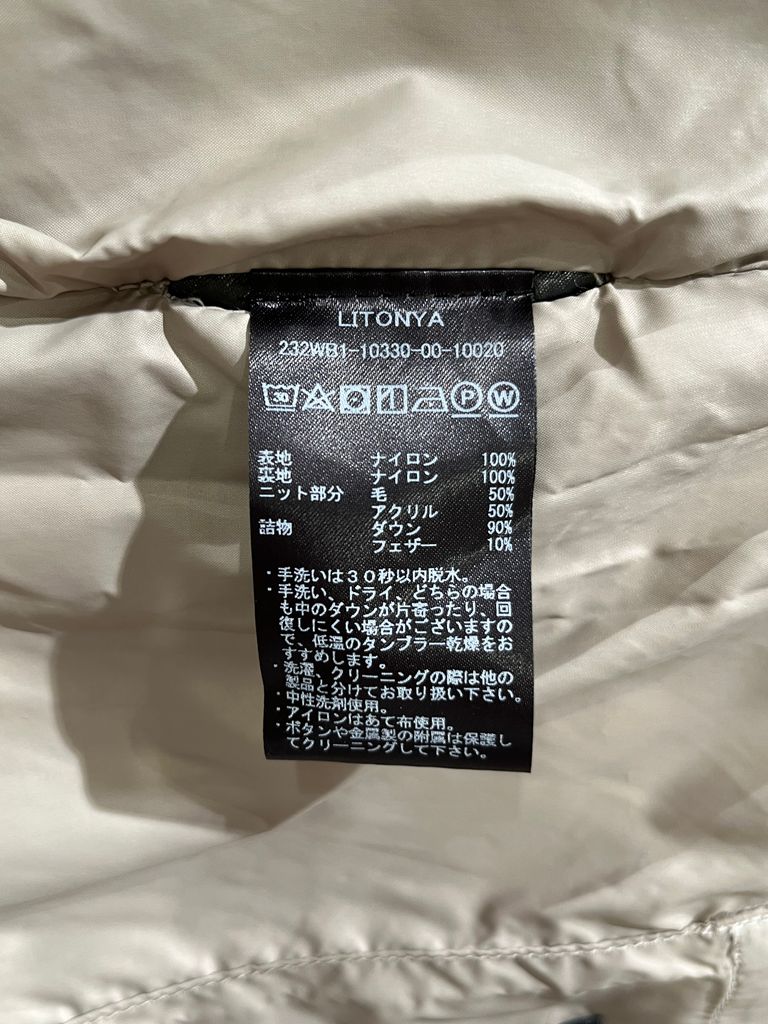 LITONYA
232WB1-10330-00-10020
30 P W
表地 ナイロン 100%
裏地 ナイロン 100%
ニット部分 毛 50%
アクリル 50%
詰物 ダウン 90%
フェザー 10%
・手洗いは30秒以内脱水。
・手洗い、ドライ、どちらの場合
も中のダウンが片寄ったり、回
復しにくい場合がございますの
で、低温のタンブラー乾燥をお
すすめします。
・洗濯、クリーニングの際は他の
製品と分けてお取り扱い下さい。
・中性洗剤使用。
・アイロンはあて布使用。
・ボタンや金属製の附属は保護し
てクリーニングして下さい。